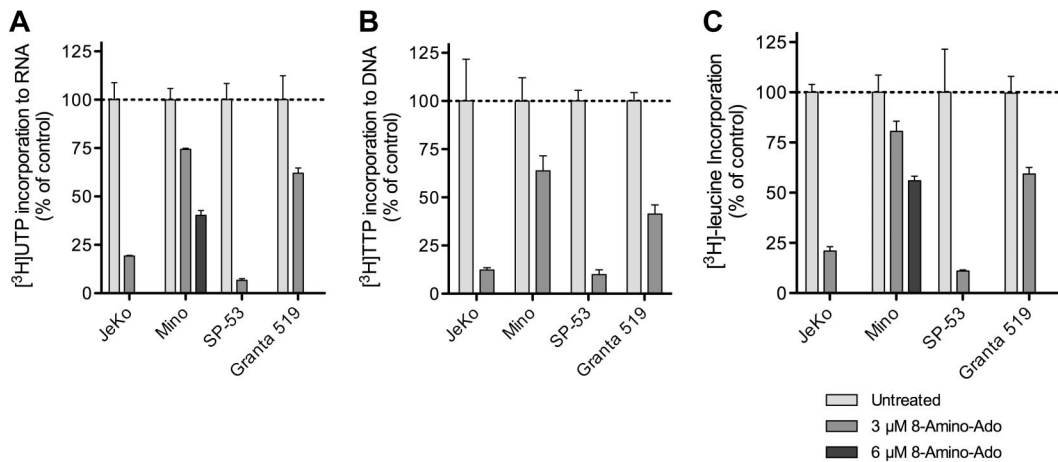 A
[³H]UTP incorporation to RNA
(% of control)
125
100
75
50
25
0
JeKo
Mino
SP-53
Granta 519
B
[³H]TTP incorporation to DNA
(% of control)
125
100
75
50
25
0
JeKo
Mino
SP-53
Granta 519
C
[³H]-leucine Incorporation
(% of control)
125
100
75
50
25
0
JeKo
Mino
SP-53
Granta 519
Untreated
3 µM 8-Amino-Ado
6 µM 8-Amino-Ado